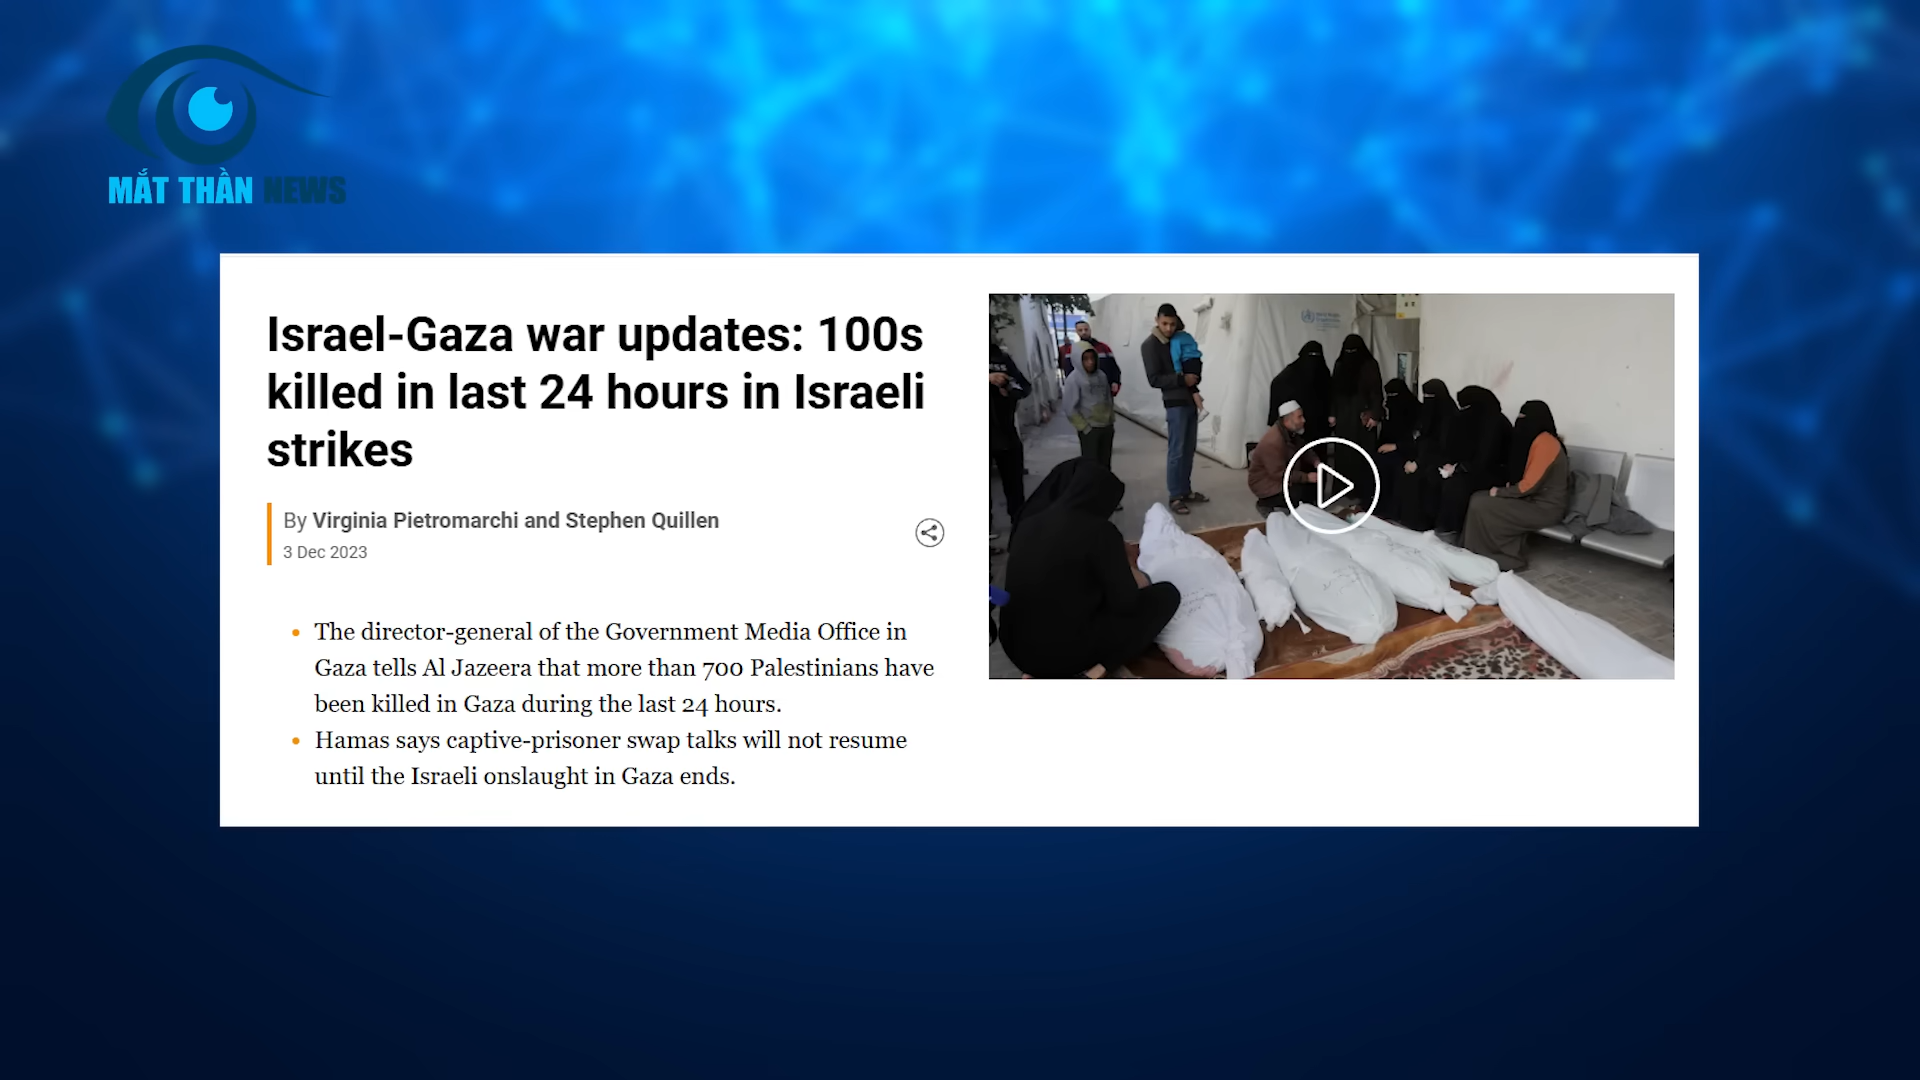 MẮT THẦN NEWS
Israel-Gaza war updates: 100s
killed in last 24 hours in Israeli
strikes
By Virginia Pietromarchi and Stephen Quillen
3 Dec 2023
The director-general of the Government Media Office in
Gaza tells Al Jazeera that more than 700 Palestinians have
been killed in Gaza during the last 24 hours.
Hamas says captive-prisoner swap talks will not resume
until the Israeli onslaught in Gaza ends.